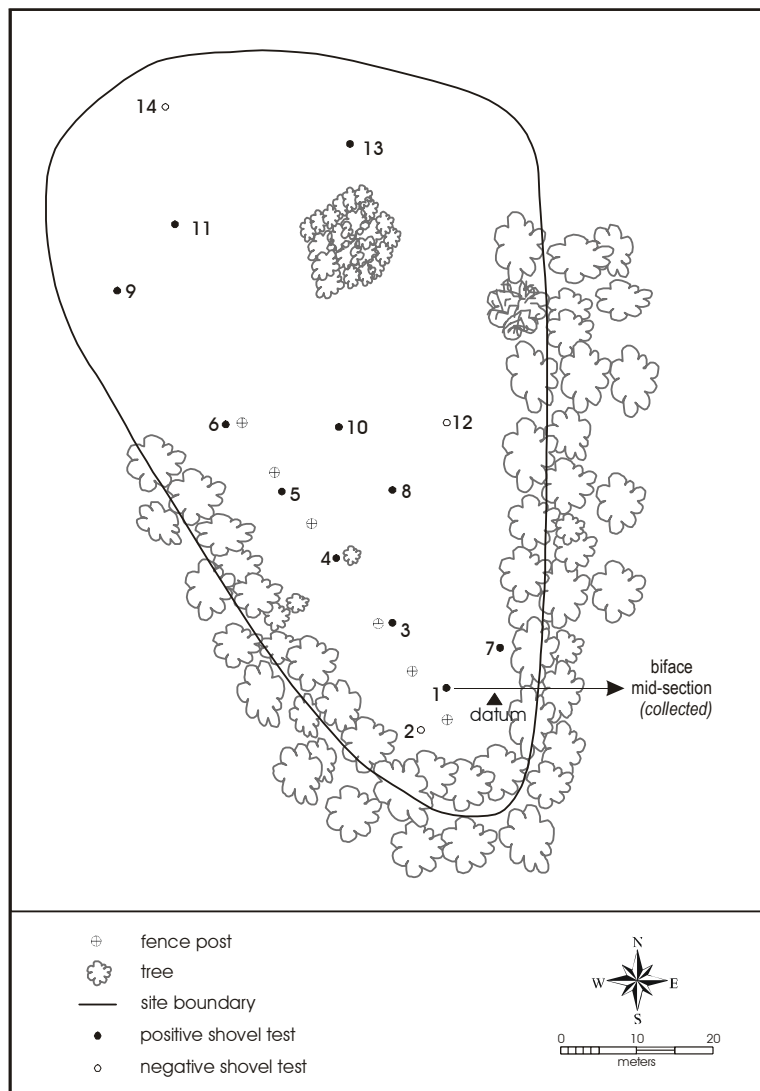 14
13
11
9
6
10
12
5
8
4
3
7
1
biface
mid-section
(collected)
datum
2
fence post
tree
site boundary
positive shovel test
negative shovel test
N
W
E
S
0
10
20
meters